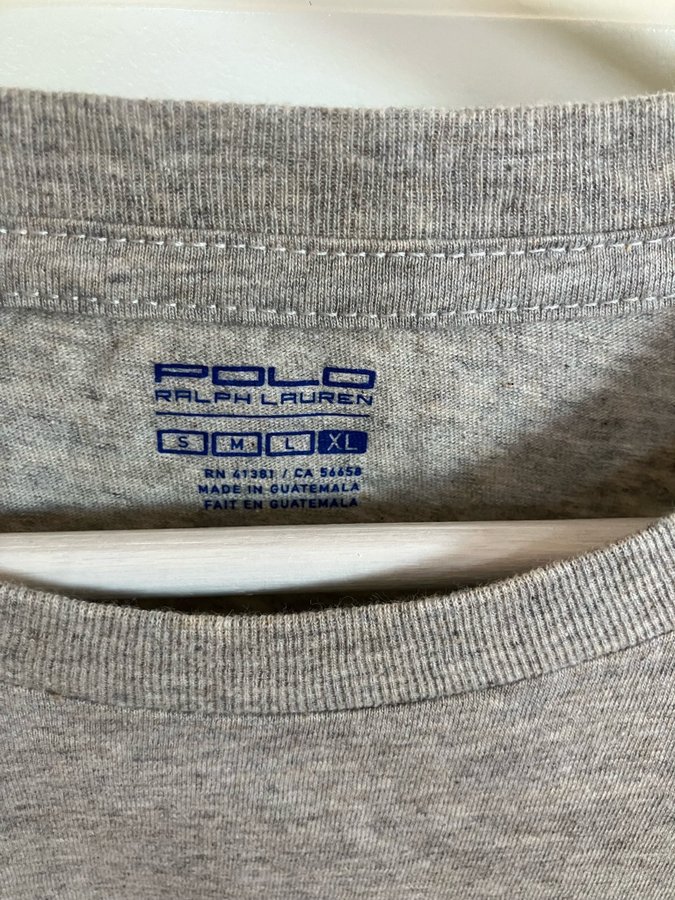 POLO
RALPH LAUREN
S M L XL
RN 41381 / CA 56658
MADE IN GUATEMALA
FAIT EN GUATEMALA